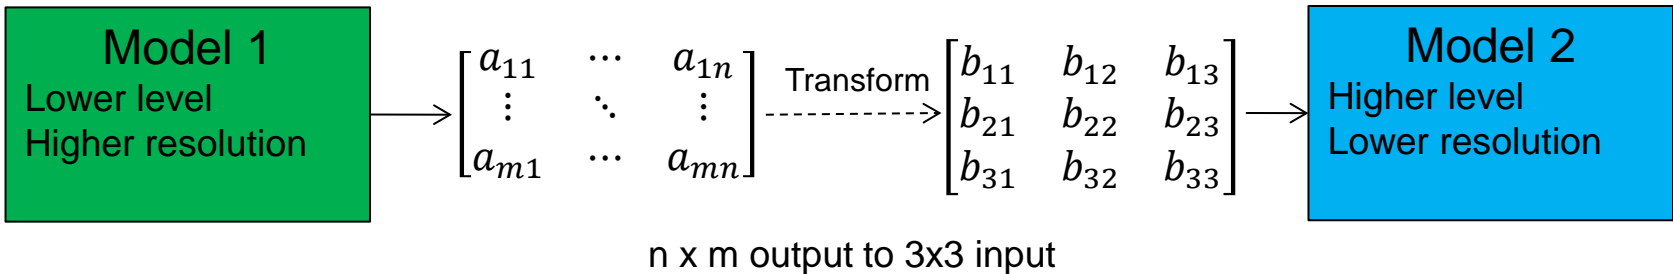 Model 1
Lower level
Higher resolution
a₁₁ ⋯ a₁ₙ
⋮ ⋱ ⋮
aₘ₁ ⋯ aₘₙ
Transform
b₁₁ b₁₂ b₁₃
b₂₁ b₂₂ b₂₃
b₃₁ b₃₂ b₃₃
Model 2
Higher level
Lower resolution
n x m output to 3x3 input